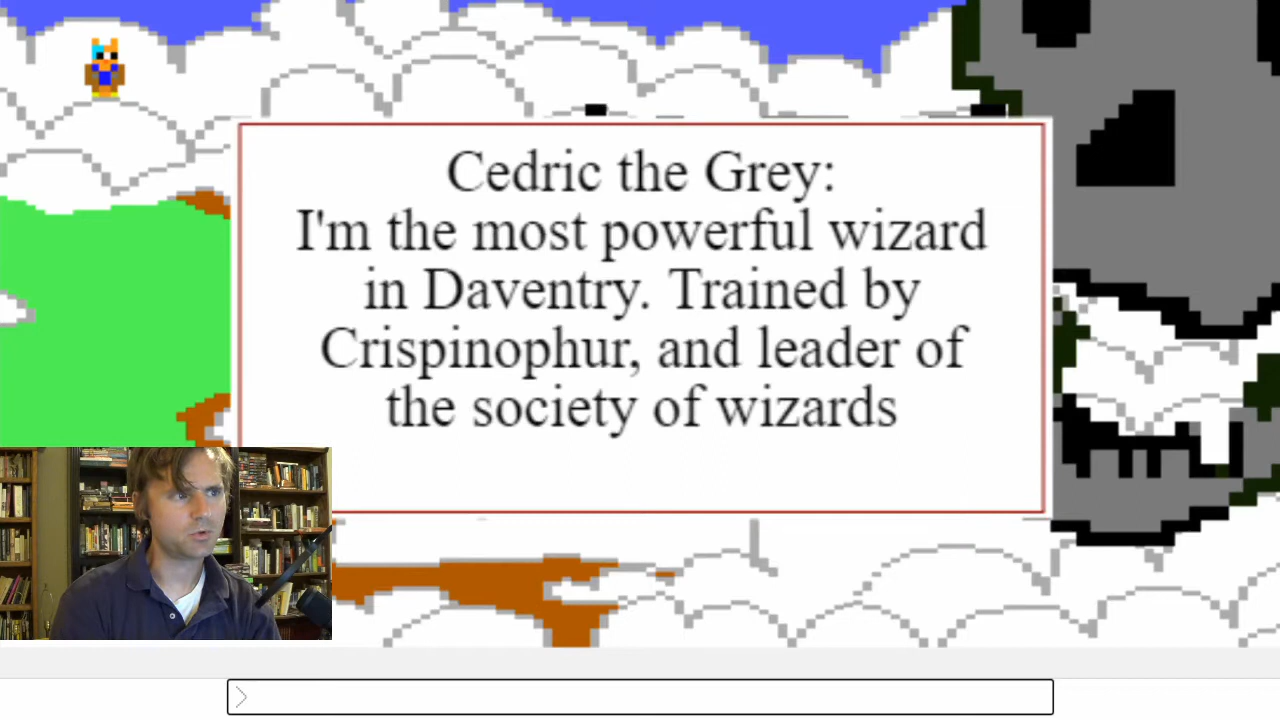 Cedric the Grey:
I'm the most powerful wizard
in Daventry. Trained by
Crispinophur, and leader of
the society of wizards